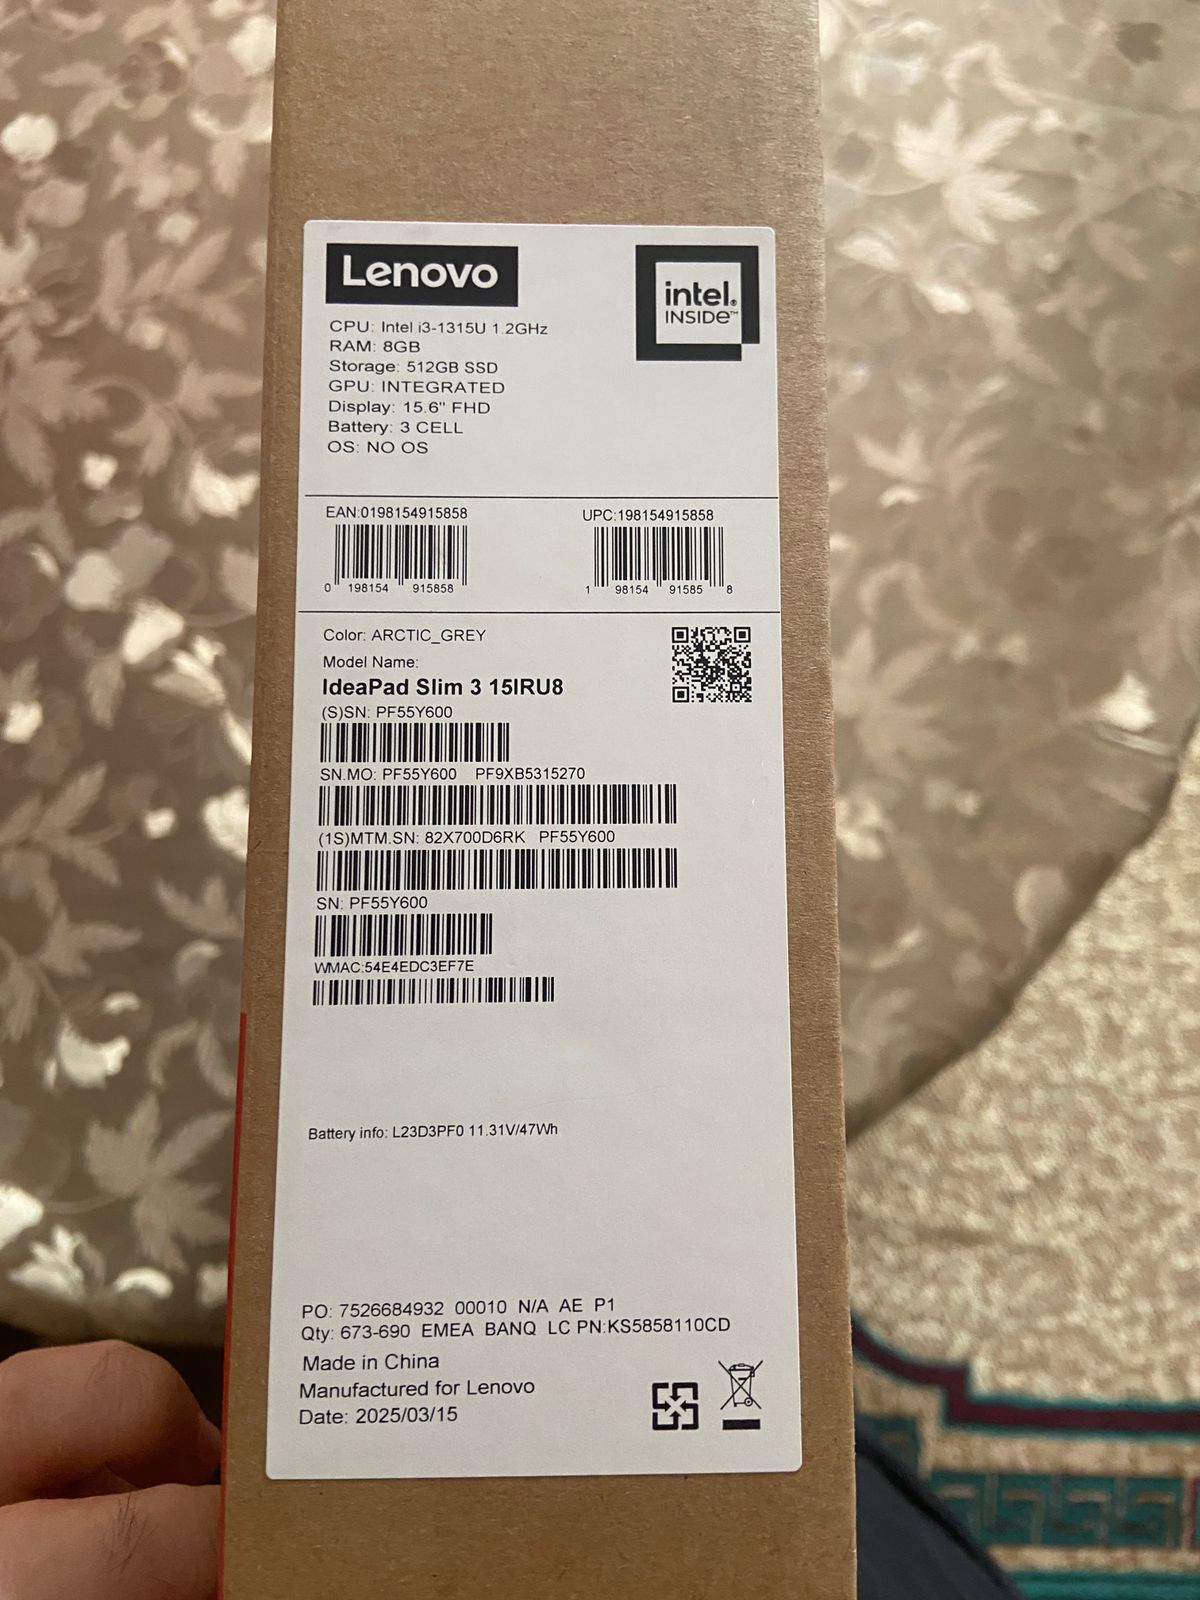 Lenovo
intel.
INSIDE™
CPU: Intel i3-1315U 1.2GHz
RAM: 8GB
Storage: 512GB SSD
GPU: INTEGRATED
Display: 15.6" FHD
Battery: 3 CELL
OS: NO OS
EAN:0198154915858
0 198154 915858
UPC:198154915858
1 98154 91585 8
Color: ARCTIC_GREY
Model Name:
IdeaPad Slim 3 15IRU8
(S)SN: PF55Y600
SN.MO: PF55Y600 PF9XB5315270
(1S)MTM.SN: 82X700D6RK PF55Y600
SN: PF55Y600
WMAC:54E4EDC3EF7E
Battery info: L23D3PF0 11.31V/47Wh
PO: 7526684932 00010 N/A AE P1
Qty: 673-690 EMEA BANQ LC PN:KS5858110CD
Made in China
Manufactured for Lenovo
Date: 2025/03/15